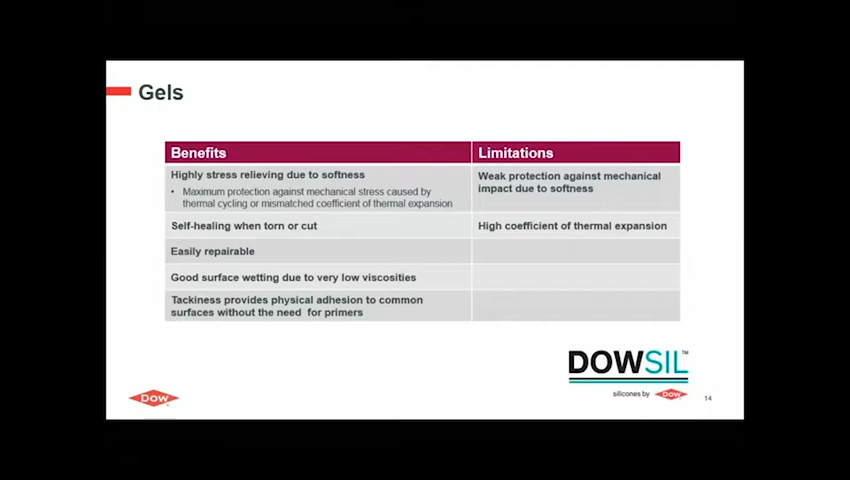 Gels
Benefits
Limitations
Highly stress relieving due to softness
• Maximum protection against mechanical stress caused by
thermal cycling or mismatched coefficient of thermal expansion
Weak protection against mechanical
impact due to softness
Self-healing when torn or cut
High coefficient of thermal expansion
Easily repairable
Good surface wetting due to very low viscosities
Tackiness provides physical adhesion to common
surfaces without the need for primers
DOWSIL™
silicones by Dow
Dow
14